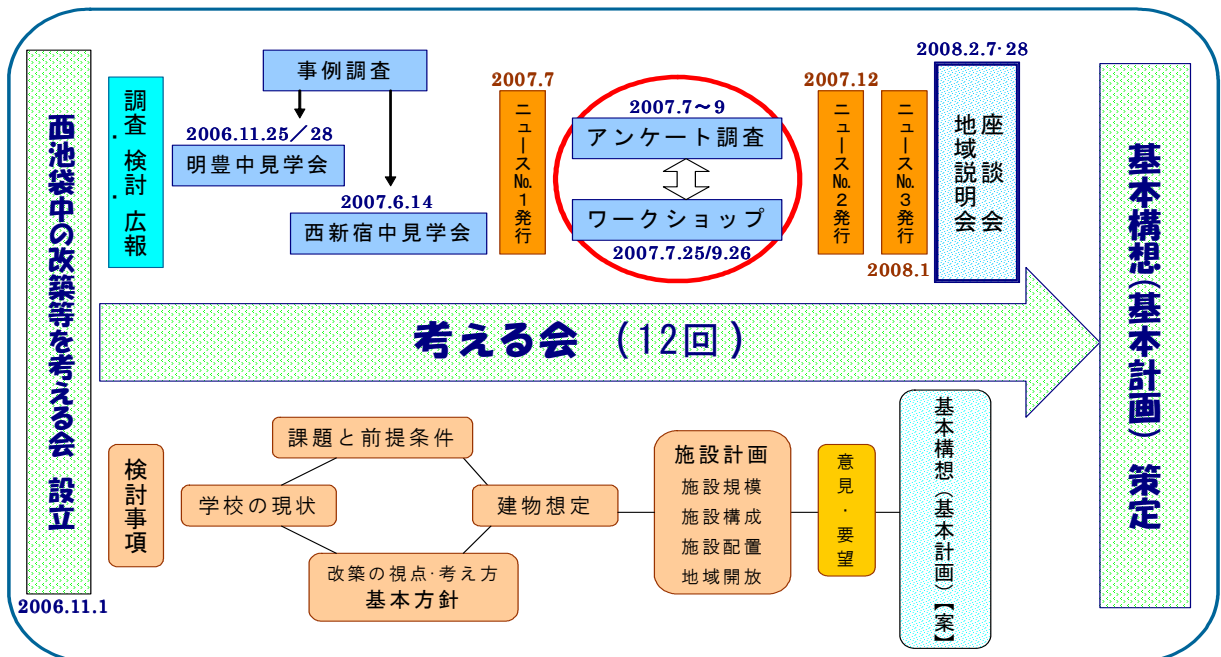 西池袋中の改築等を考える会 設立
2006.11.1
調査・検討・広報
事例調査
2006.11.25/28
明豊中見学会
2007.6.14
西新宿中見学会
2007.7
ニュース№1発行
2007.7~9
アンケート調査
ワークショップ
2007.7.25/9.26
2007.12
ニュース№2発行
ニュース№3発行
2008.1
2008.2.7·28
座談会
地域説明会
考える会 (12回)
検討事項
課題と前提条件
学校の現状
建物想定
改築の視点·考え方
基本方針
施設計画
施設規模
施設構成
施設配置
地域開放
意見・要望
基本構想(基本計画)【案】
基本構想(基本計画) 策定